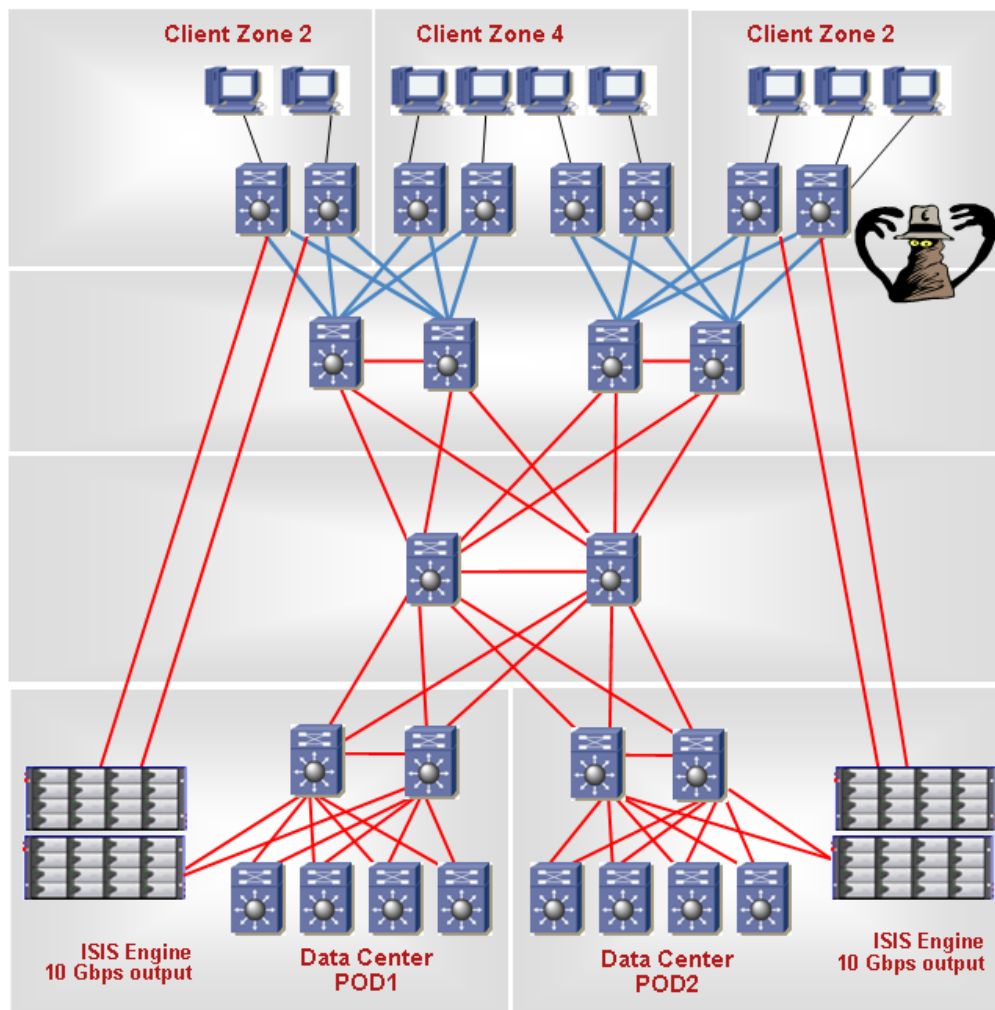 Client Zone 2
Client Zone 4
Client Zone 2
ISIS Engine
10 Gbps output
Data Center
POD1
Data Center
POD2
ISIS Engine
10 Gbps output